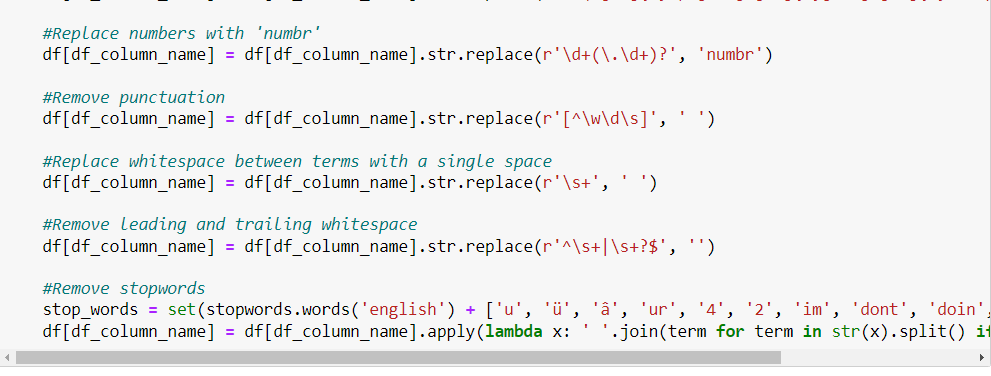 #Replace numbers with 'numbr'
df[df_column_name] = df[df_column_name].str.replace(r'\d+(\.\d+)?', 'numbr')
#Remove punctuation
df[df_column_name] = df[df_column_name].str.replace(r'[^\w\d\s]', ' ')
#Replace whitespace between terms with a single space
df[df_column_name] = df[df_column_name].str.replace(r'\s+', ' ')
#Remove leading and trailing whitespace
df[df_column_name] = df[df_column_name].str.replace(r'^\s+|\s+?$', '')
#Remove stopwords
stop_words = set(stopwords.words('english') + ['u', 'ü', 'â', 'ur', '4', '2', 'im', 'dont', 'doin',
df[df_column_name] = df[df_column_name].apply(lambda x: ' '.join(term for term in str(x).split() if